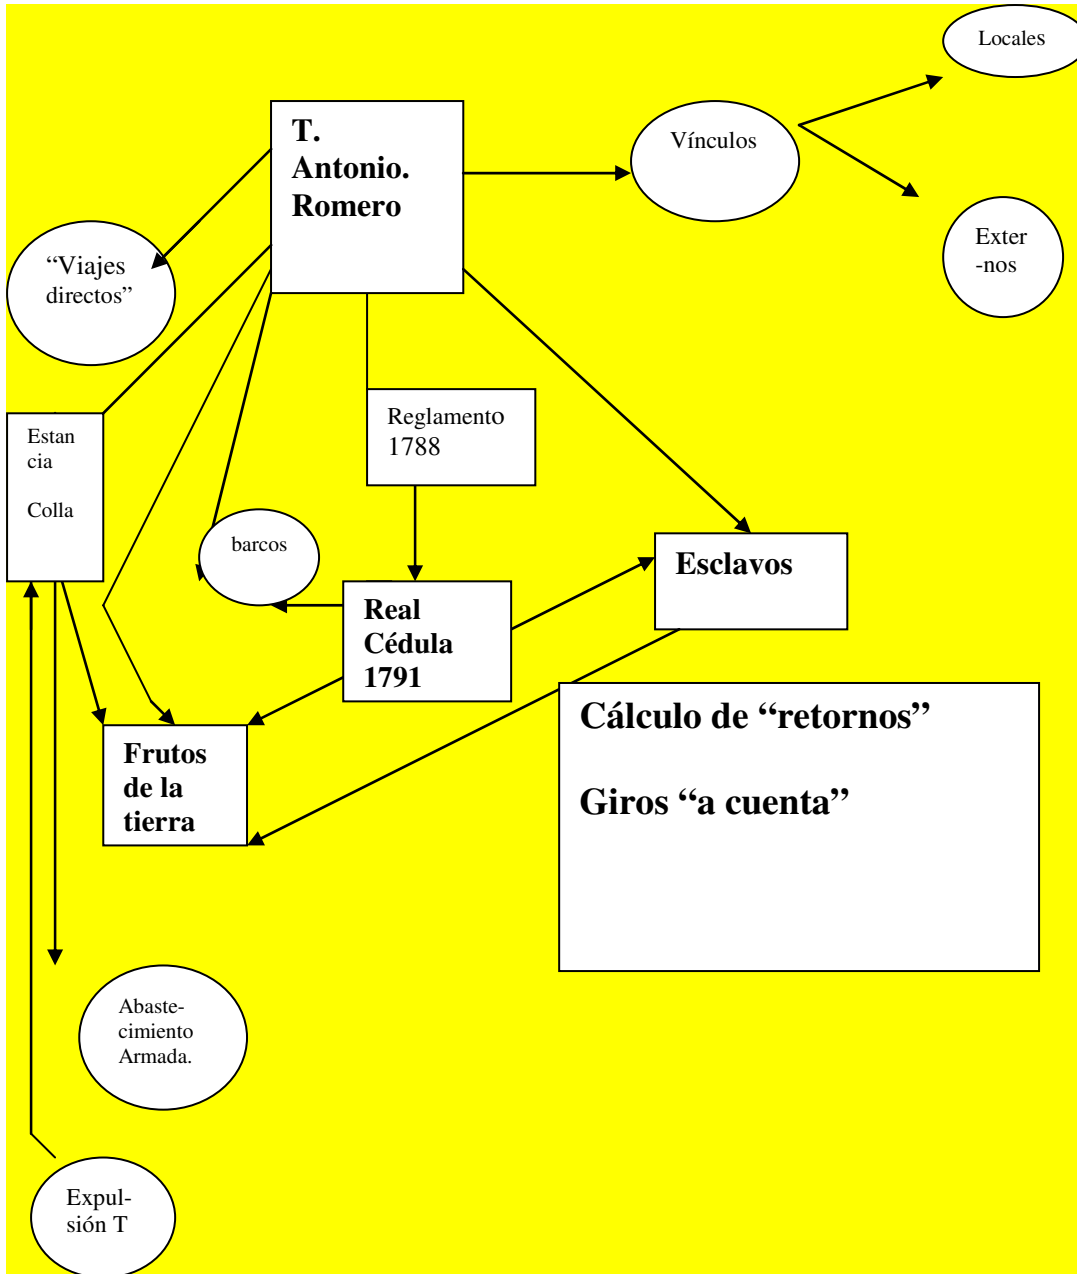 Locales
T.
Antonio.
Romero
Vínculos
Exter
-nos
“Viajes
directos”
Reglamento
1788
Estan
cia
Colla
barcos
Esclavos
Real
Cédula
1791
Cálculo de “retornos”
Giros “a cuenta”
Frutos
de la
tierra
Abaste-
cimiento
Armada.
Expul-
sión T